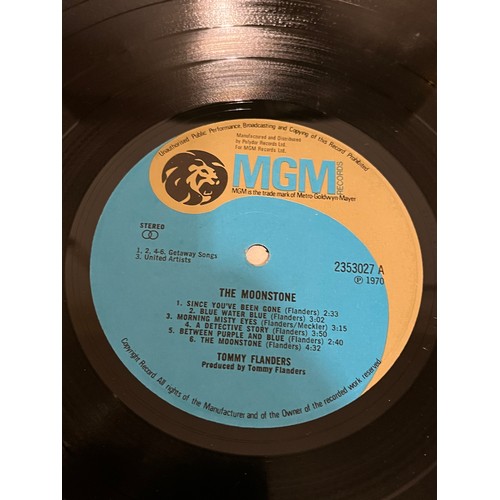 Unauthorised Public Performance, Broadcasting and Copying of this Record Prohibited.
Manufactured and Distributed
by Polydor Records Ltd.
For MGM Records Ltd.
MGM
RECORDS
MGM is the trade mark of Metro-Goldwyn-Mayer
STEREO
1, 2, 4-6, Getaway Songs
3. United Artists
2353027 A
Ⓟ 1970
THE MOONSTONE
1. SINCE YOU'VE BEEN GONE (Flanders) 2:33
2. BLUE WATER BLUE (Flanders) 3:02
3. MORNING MISTY EYES (Flanders/Meckler) 3:15
4. A DETECTIVE STORY (Flanders) 3:50
5. BETWEEN PURPLE AND BLUE (Flanders) 2:40
6. THE MOONSTONE (Flanders) 4:32
TOMMY FLANDERS
Produced by Tommy Flanders
Copyright Record. All rights of the Manufacturer and of the Owner of the recorded work reserved.